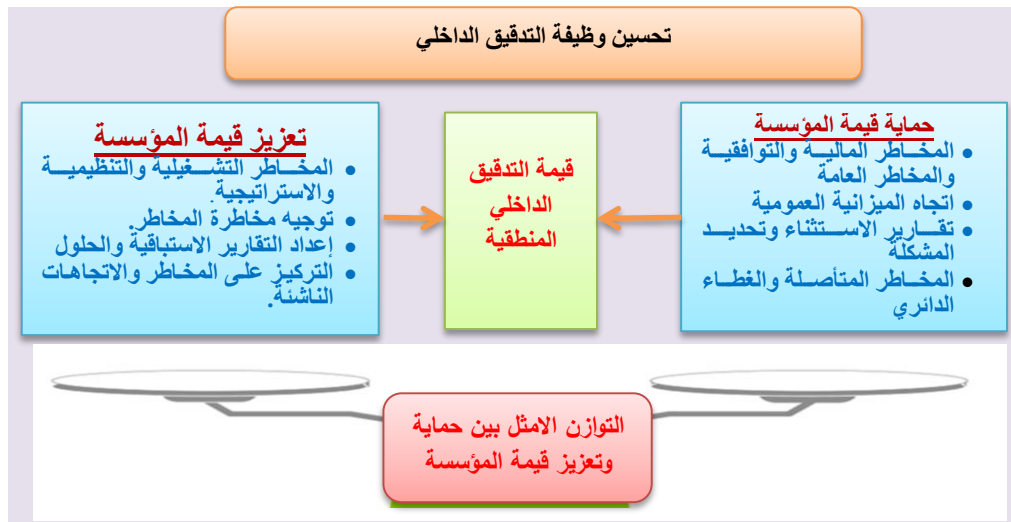 تحسين وظيفة التدقيق الداخلي
حماية قيمة المؤسسة
• المخاطر المالية والتوافقية
والمخاطر العامة
• اتجاه الميزانية العمومية
• تقارير الاستثناء وتحديد
المشكلة
• المخاطر المتأصلة والغطاء
الدائري
قيمة التدقيق
الداخلي
المنطقية
تعزيز قيمة المؤسسة
• المخاطر التشغيلية والتنظيمية
والاستراتيجية.
• توجيه مخاطرة المخاطر.
• إعداد التقارير الاستباقية والحلول
• التركيز على المخاطر والاتجاهات
الناشئة.
التوازن الامثل بين حماية
وتعزيز قيمة المؤسسة